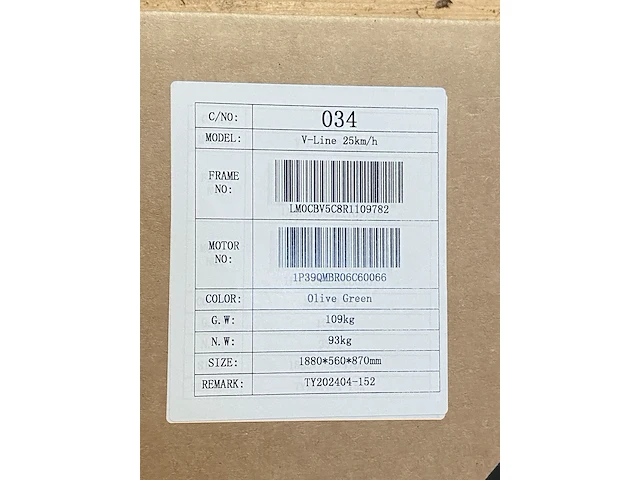 C/NO: 034
MODEL: V-Line 25km/h
FRAME NO: LM0CBV5C8R1109782
MOTOR NO: 1P39QMBR06C60066
COLOR: Olive Green
G.W: 109kg
N.W: 93kg
SIZE: 1880*560*870mm
REMARK: TY202404-152